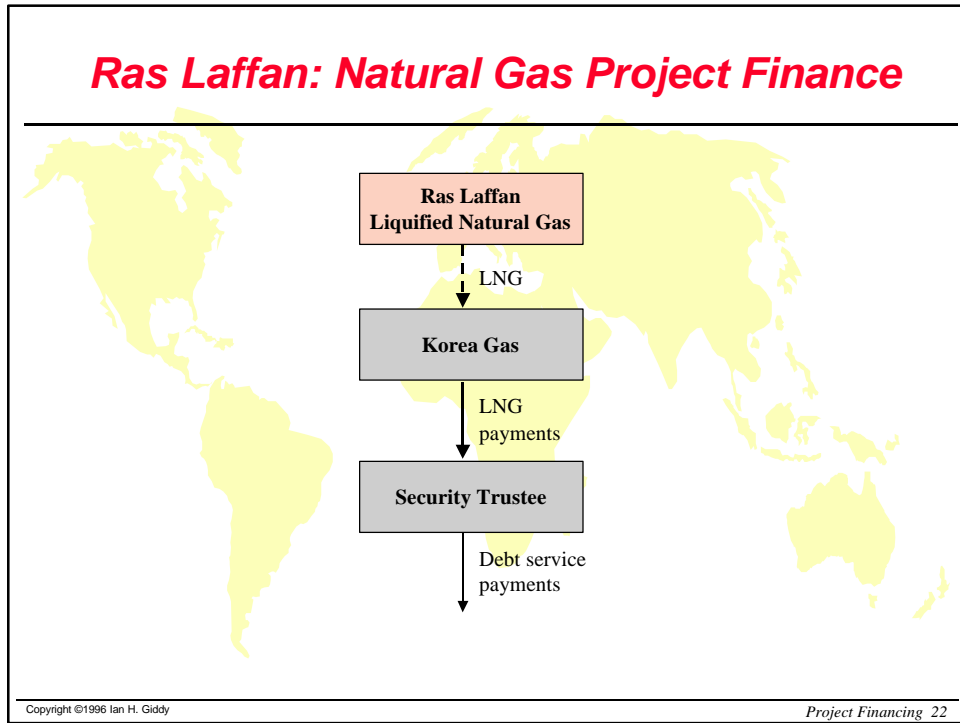 Ras Laffan: Natural Gas Project Finance
Ras Laffan
Liquified Natural Gas
LNG
Korea Gas
LNG
payments
Security Trustee
Debt service
payments
Copyright ©1996 Ian H. Giddy
Project Financing 22